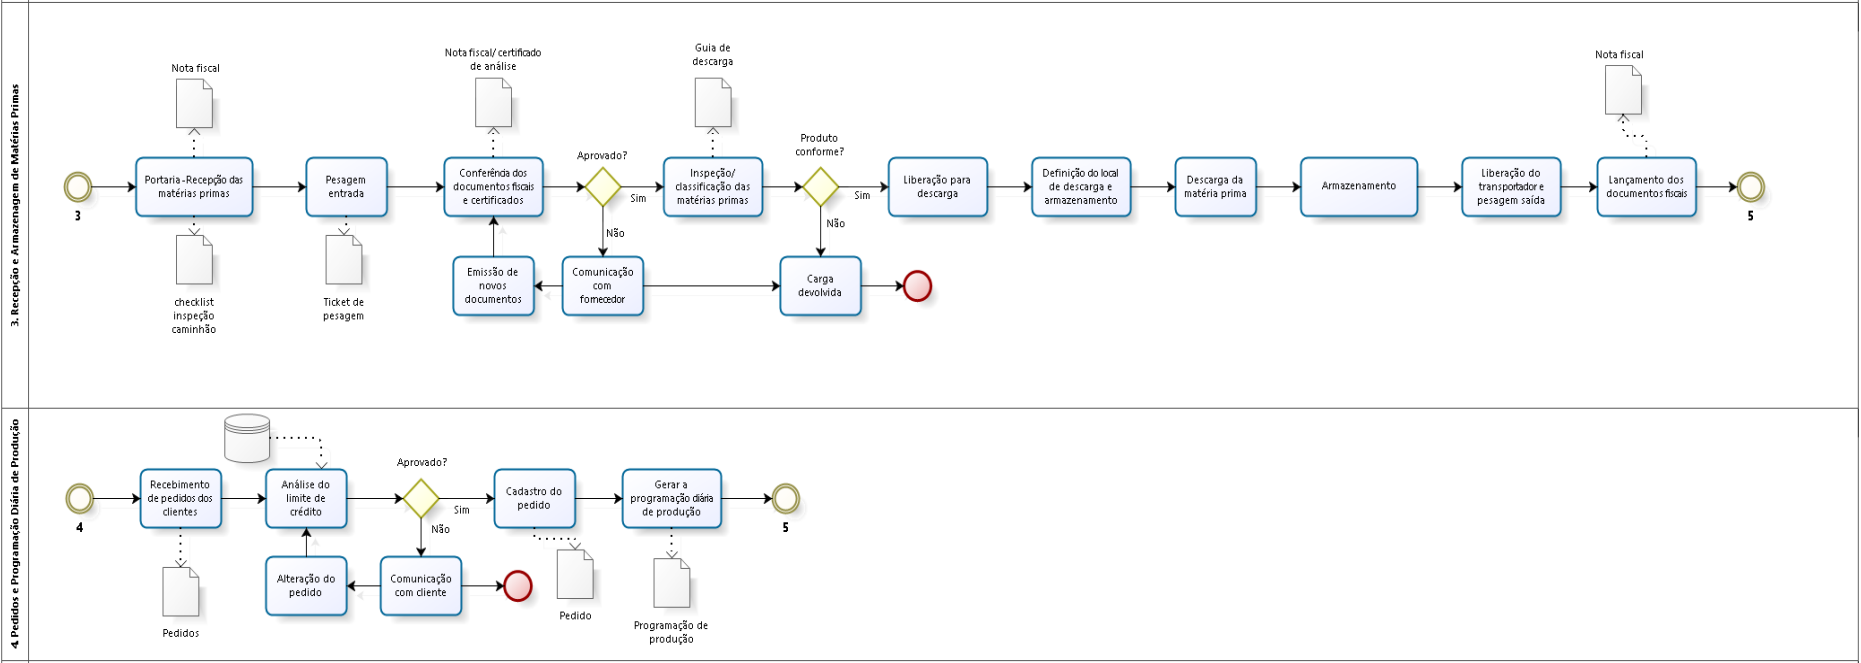 3. Recepção e Armazenagem de Matérias Primas
Nota fiscal
Nota fiscal/ certificado
de análise
Guia de
descarga
Nota fiscal
Produto
conforme?
Aprovado?
3
Portaria-Recepção das
matérias primas
Pesagem
entrada
Conferência dos
documentos fiscais
e certificados
Sim
Inspeção/
classificação das
matérias primas
Sim
Liberação para
descarga
Definição do local
de descarga e
armazenamento
Descarga da
matéria prima
Armazenamento
Liberação do
transportador e
pesagem saída
Lançamento dos
documentos fiscais
5
Não
Não
checklist
inspeção
caminhão
Ticket de
pesagem
Emissão de
novos
documentos
Comunicação
com
fornecedor
Carga
devolvida
4. Pedidos e Programação Diária de Produção
4
Recebimento
de pedidos dos
clientes
Análise do
limite de
crédito
Aprovado?
Sim
Não
Cadastro do
pedido
Gerar a
programação diária
de produção
5
Pedidos
Alteração do
pedido
Comunicação
com cliente
Pedido
Programação de
produção